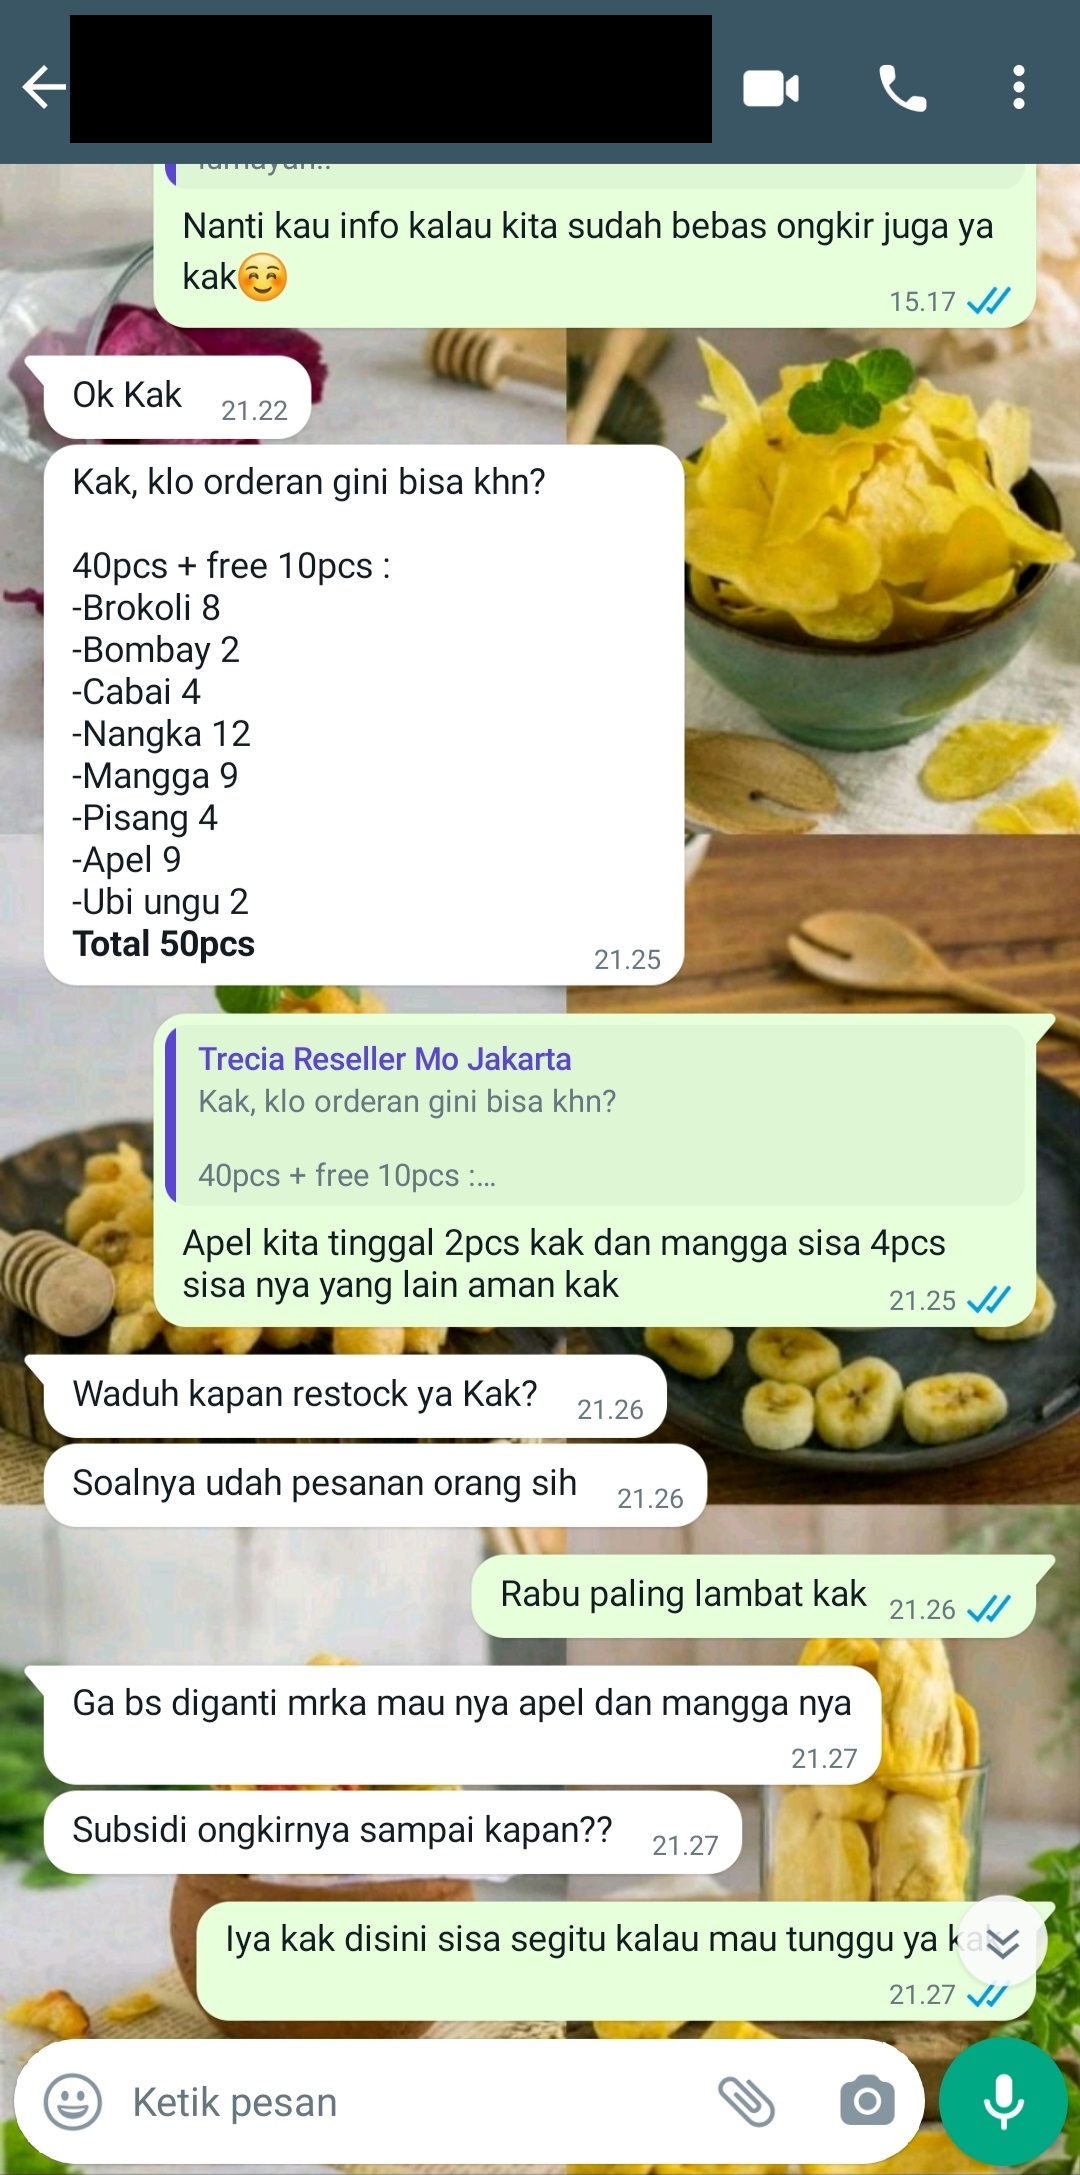 Nanti kau info kalau kita sudah bebas ongkir juga ya
kak☺️
15.17
Ok Kak
21.22
Kak, klo orderan gini bisa khn?
40pcs + free 10pcs :
-Brokoli 8
-Bombay 2
-Cabai 4
-Nangka 12
-Mangga 9
-Pisang 4
-Apel 9
-Ubi ungu 2
Total 50pcs
21.25
Trecia Reseller Mo Jakarta
Kak, klo orderan gini bisa khn?
40pcs + free 10pcs :...
Apel kita tinggal 2pcs kak dan mangga sisa 4pcs
sisa nya yang lain aman kak
21.25
Waduh kapan restock ya Kak?
21.26
Soalnya udah pesanan orang sih
21.26
Rabu paling lambat kak
21.26
Ga bs diganti mrka mau nya apel dan mangga nya
21.27
Subsidi ongkirnya sampai kapan??
21.27
Iya kak disini sisa segitu kalau mau tunggu ya kak
21.27
Ketik pesan